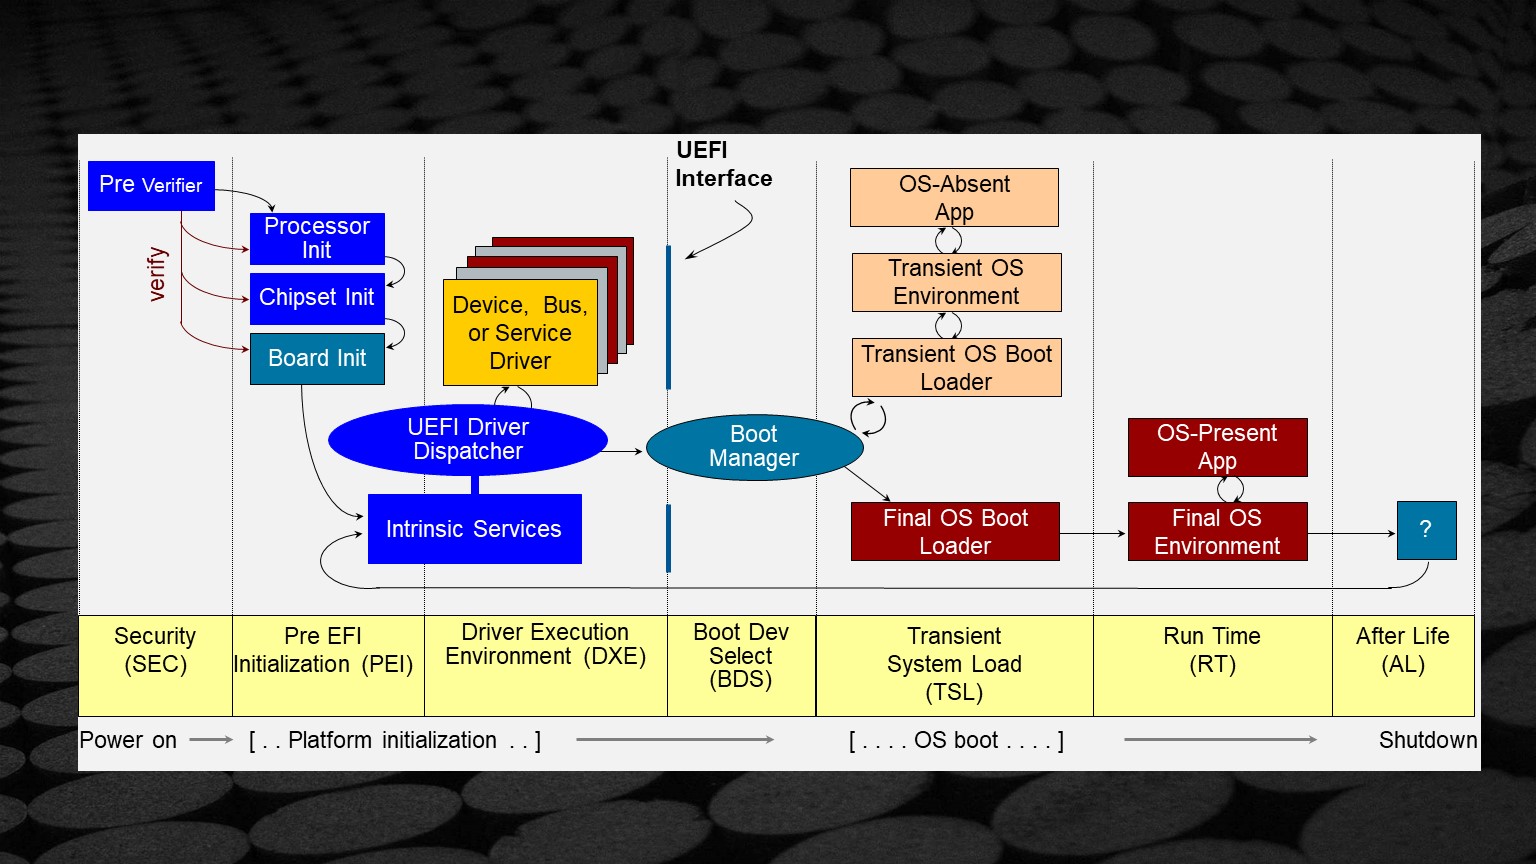 UEFI
Interface
Pre Verifier
verify
Processor
Init
Chipset Init
Board Init
Device, Bus,
or Service
Driver
UEFI Driver
Dispatcher
Intrinsic Services
Boot
Manager
OS-Absent
App
Transient OS
Environment
Transient OS Boot
Loader
Final OS Boot
Loader
OS-Present
App
Final OS
Environment
?
Security
(SEC)
Pre EFI
Initialization (PEI)
Driver Execution
Environment (DXE)
Boot Dev
Select
(BDS)
Transient
System Load
(TSL)
Run Time
(RT)
After Life
(AL)
Power on
[ . . Platform initialization . . ]
[ . . . . OS boot . . . . ]
Shutdown